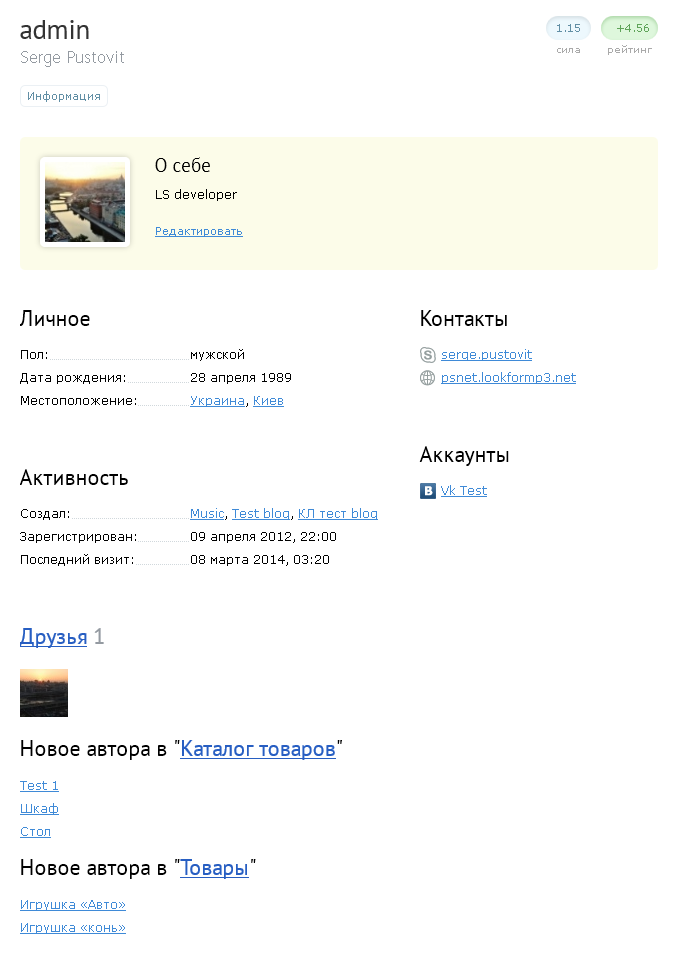 admin
Serge Pustovit
1.15
сила
+4.56
рейтинг
Информация
О себе
LS developer
Редактировать
Личное
Пол: мужской
Дата рождения: 28 апреля 1989
Местоположение: Украина, Киев
Контакты
serge.pustovit
psnet.lookformp3.net
Аккаунты
Vk Test
Активность
Создал: Music, Test blog, КЛ тест blog
Зарегистрирован: 09 апреля 2012, 22:00
Последний визит: 08 марта 2014, 03:20
Друзья 1
Новое автора в "Каталог товаров"
Test 1
Шкаф
Стол
Новое автора в "Товары"
Игрушка «Авто»
Игрушка «конь»